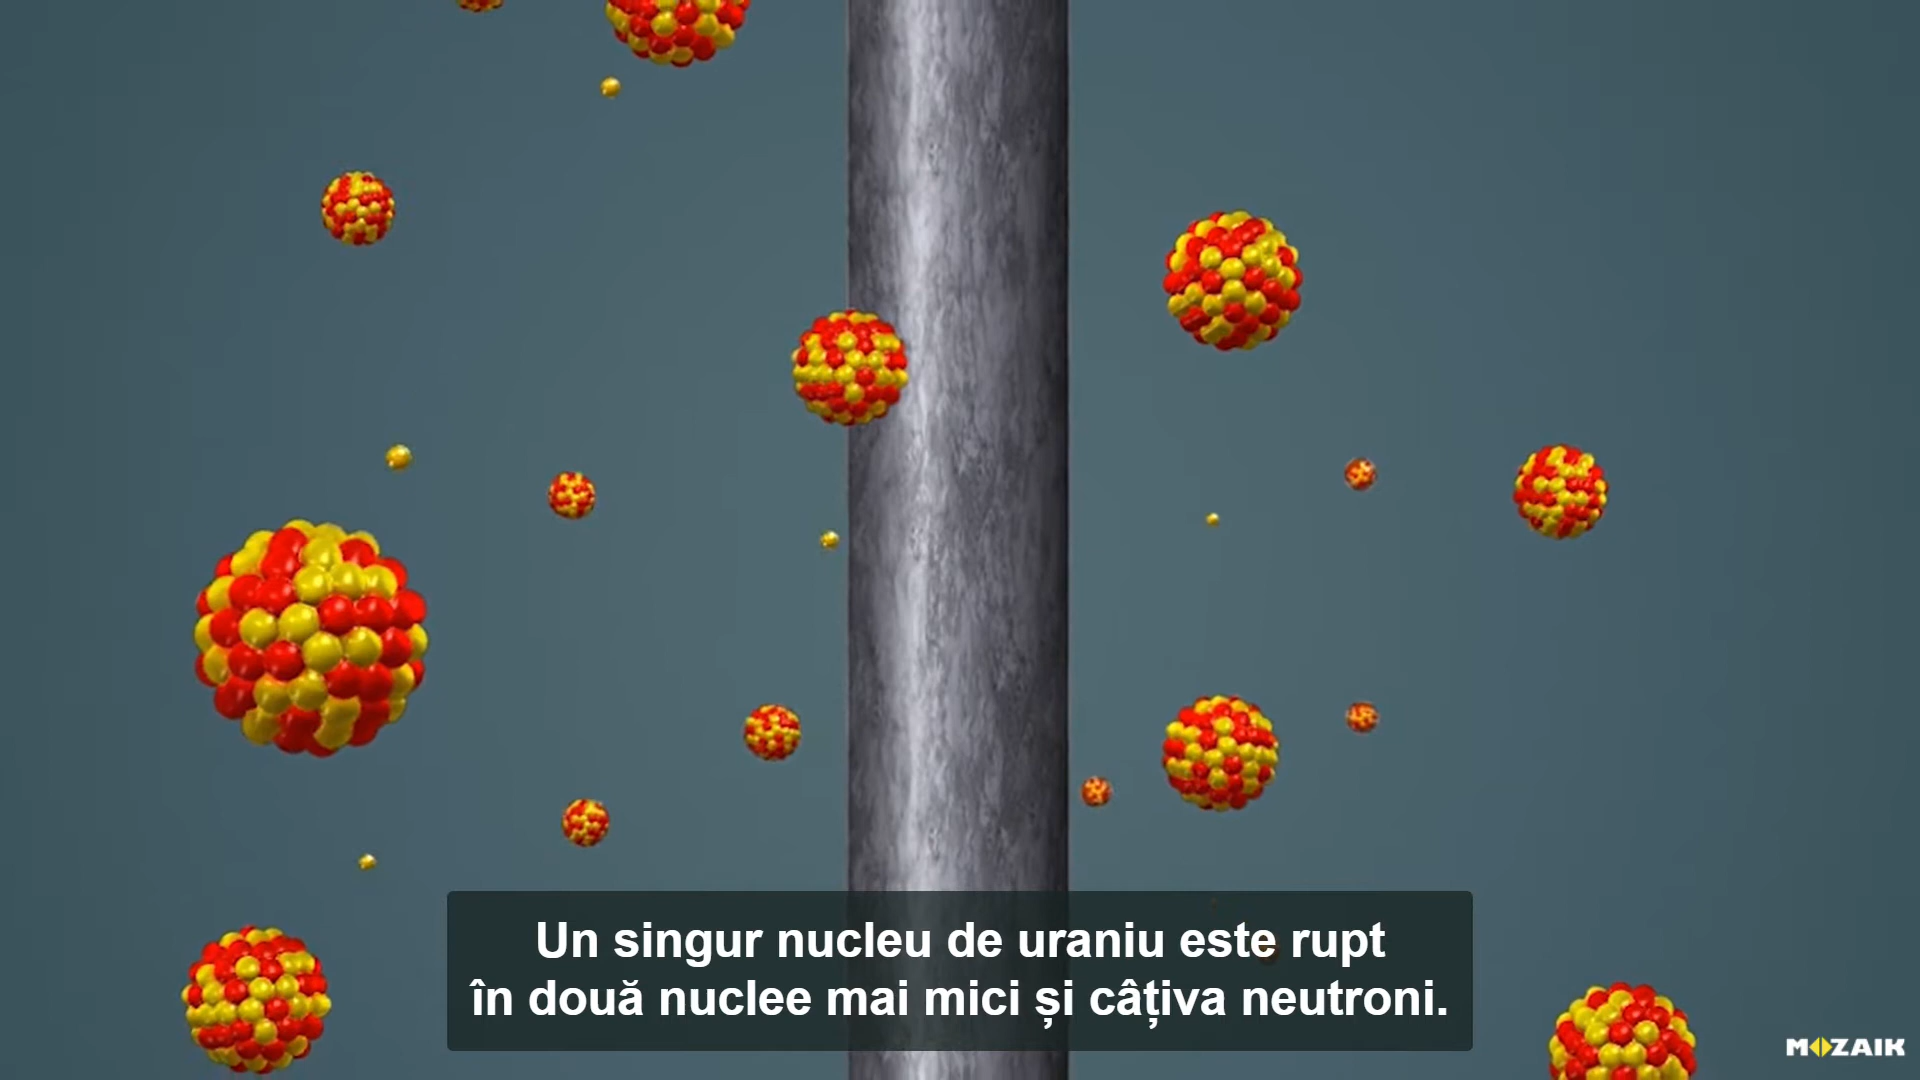 Un singur nucleu de uraniu este rupt
în două nuclee mai mici și câțiva neutroni.
MOZAIK